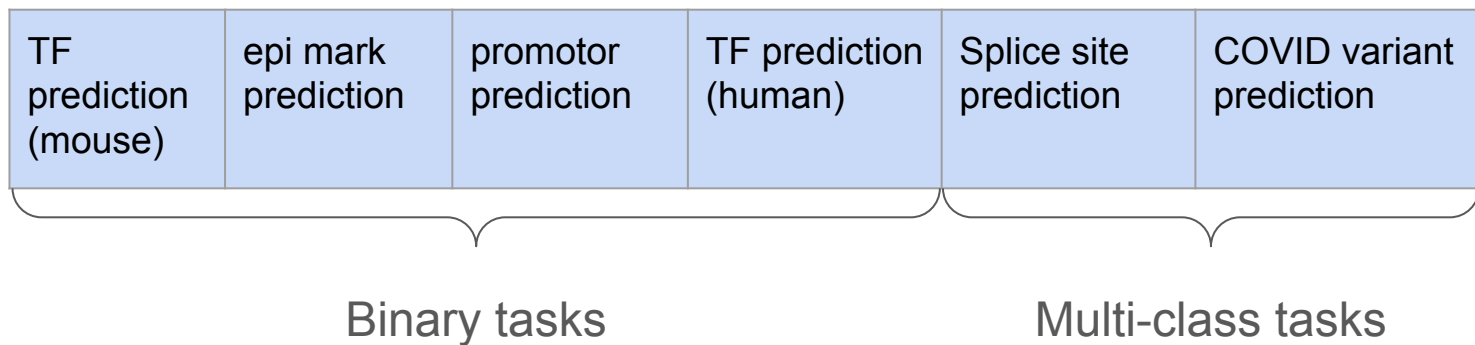 TF
prediction
(mouse)
epi mark
prediction
promotor
prediction
TF prediction
(human)
Splice site
prediction
COVID variant
prediction
Binary tasks
Multi-class tasks